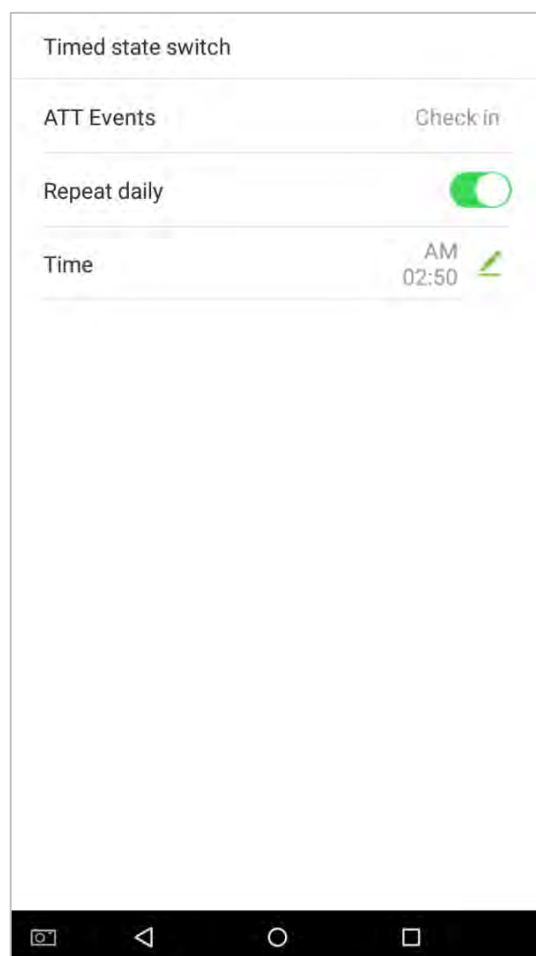 Timed state switch
ATT Events
Check in
Repeat daily
Time
AM
02:50